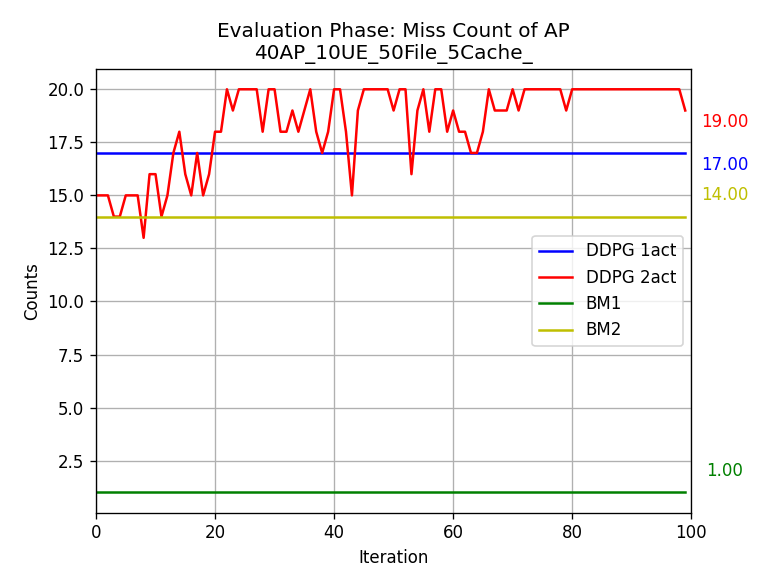 Evaluation Phase: Miss Count of AP
40AP_10UE_50File_5Cache_
Counts
20.0
17.5
15.0
12.5
10.0
7.5
5.0
2.5
19.00
17.00
14.00
1.00
DDPG 1act
DDPG 2act
BM1
BM2
0 20 40 60 80 100
Iteration